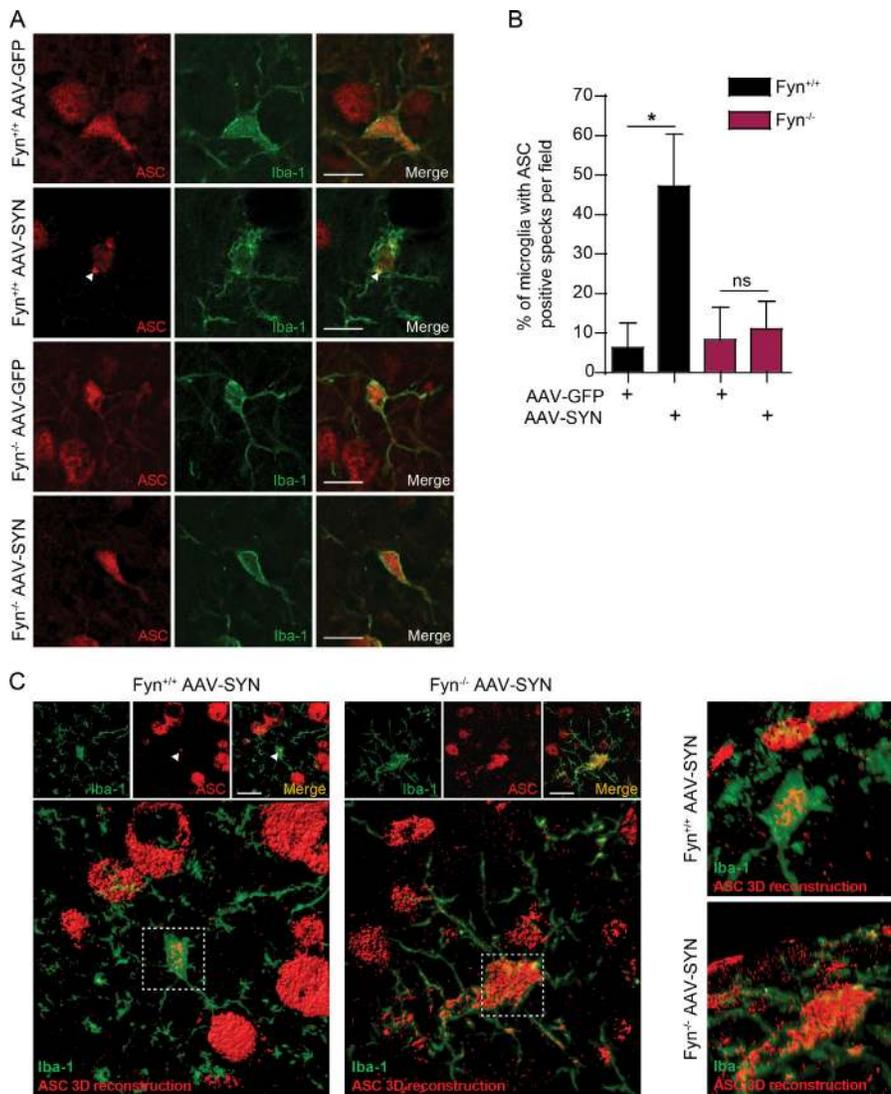 A
Fyn+/+ AAV-GFP
ASC
Iba-1
Merge
Fyn+/+ AAV-SYN
ASC
Iba-1
Merge
Fyn-/- AAV-GFP
ASC
Iba-1
Merge
Fyn-/- AAV-SYN
ASC
Iba-1
Merge
B
Fyn+/+
Fyn-/-
% of microglia with ASC
positive specks per field
70
60
50
40
30
20
10
0
*
ns
AAV-GFP + +
AAV-SYN + +
C
Fyn+/+ AAV-SYN
Iba-1
ASC
Merge
Iba-1
ASC 3D reconstruction
Fyn-/- AAV-SYN
Iba-1
ASC
Merge
Iba-1
ASC 3D reconstruction
Fyn+/+ AAV-SYN
Iba-1
ASC 3D reconstruction
Fyn-/- AAV-SYN
Iba-1
ASC 3D reconstruction